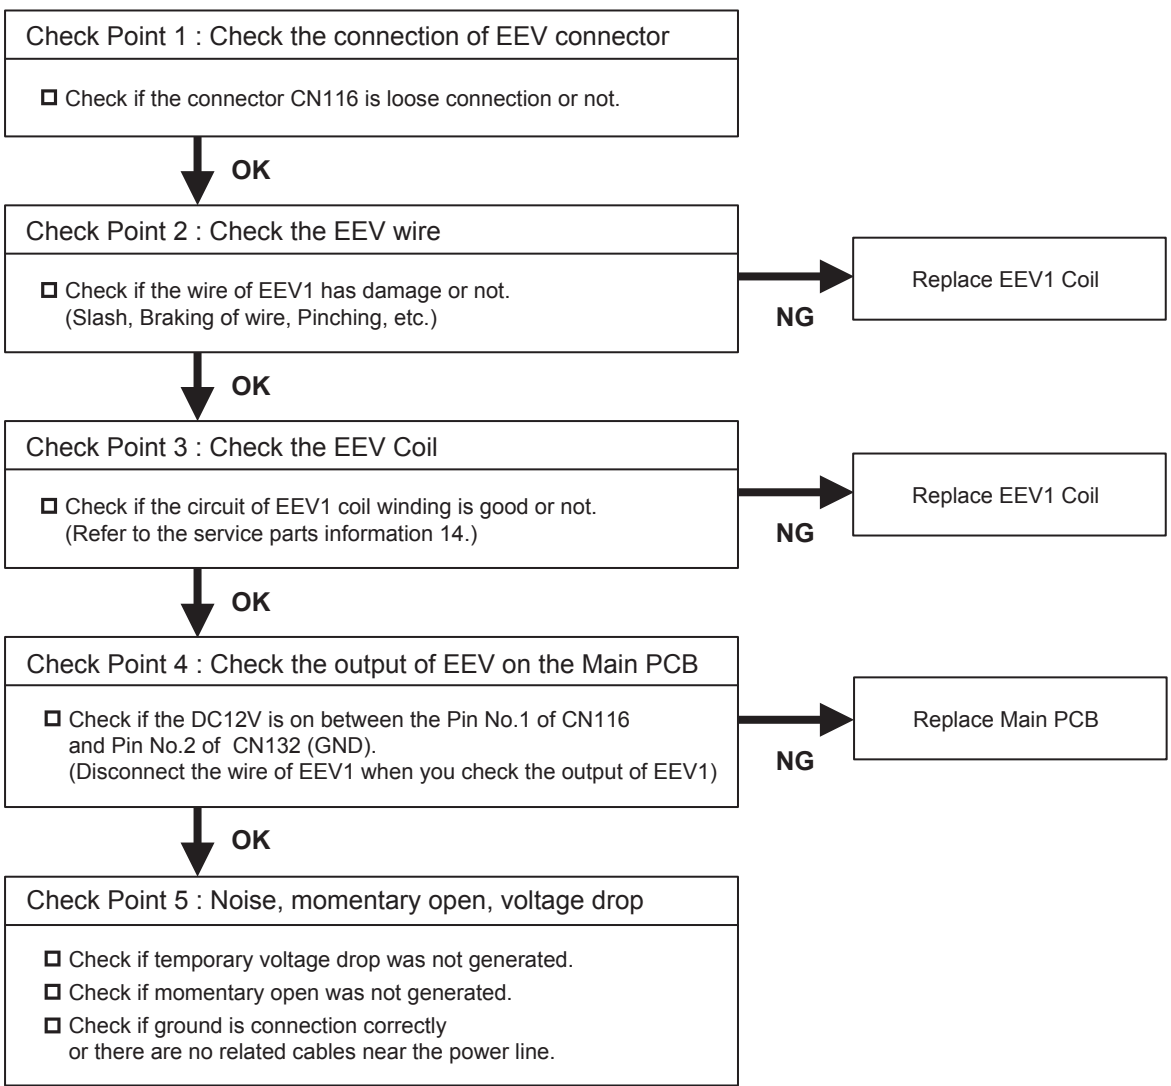 Check Point 1 : Check the connection of EEV connector
Check if the connector CN116 is loose connection or not.
OK
Check Point 2 : Check the EEV wire
Check if the wire of EEV1 has damage or not.
(Slash, Braking of wire, Pinching, etc.)
NG
Replace EEV1 Coil
OK
Check Point 3 : Check the EEV Coil
Check if the circuit of EEV1 coil winding is good or not.
(Refer to the service parts information 14.)
NG
Replace EEV1 Coil
OK
Check Point 4 : Check the output of EEV on the Main PCB
Check if the DC12V is on between the Pin No.1 of CN116
and Pin No.2 of CN132 (GND).
(Disconnect the wire of EEV1 when you check the output of EEV1)
NG
Replace Main PCB
OK
Check Point 5 : Noise, momentary open, voltage drop
Check if temporary voltage drop was not generated.
Check if momentary open was not generated.
Check if ground is connection correctly
or there are no related cables near the power line.